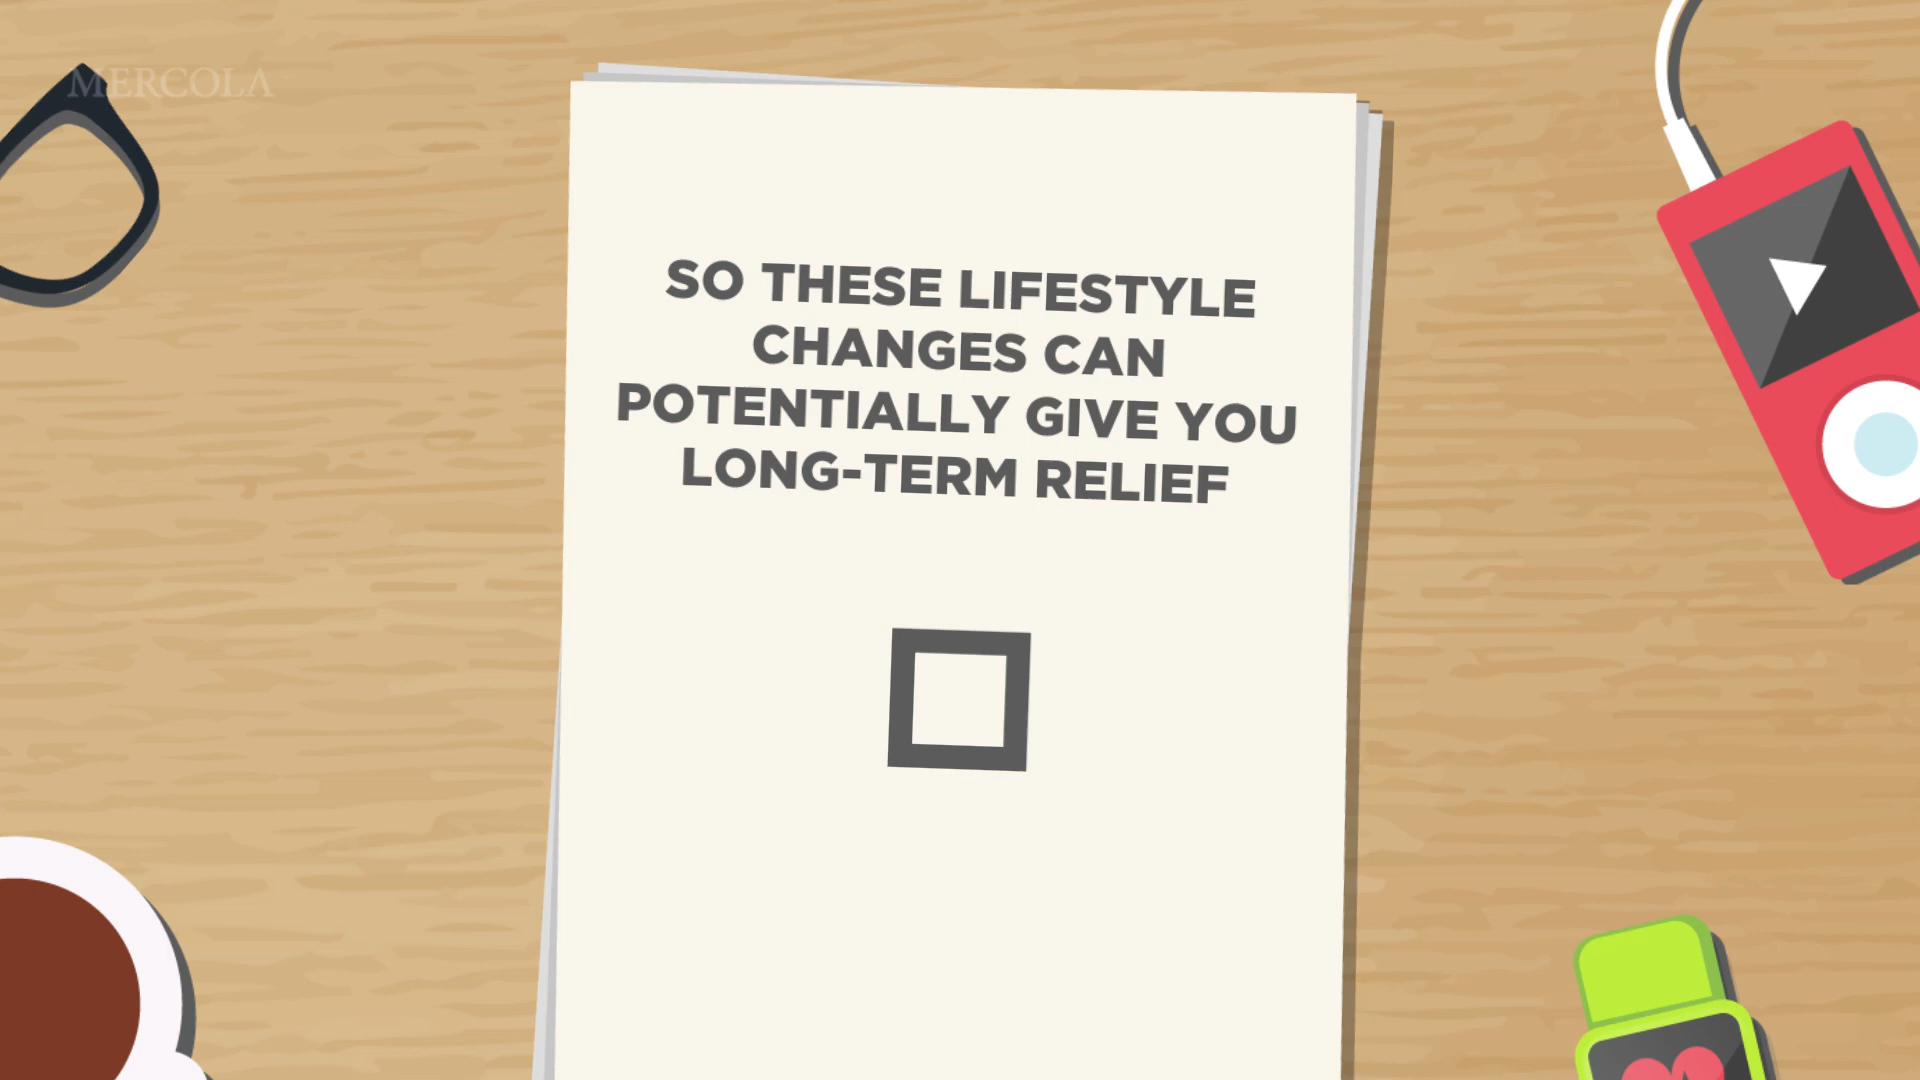 MERCOLA
SO THESE LIFESTYLE
CHANGES CAN
POTENTIALLY GIVE YOU
LONG-TERM RELIEF